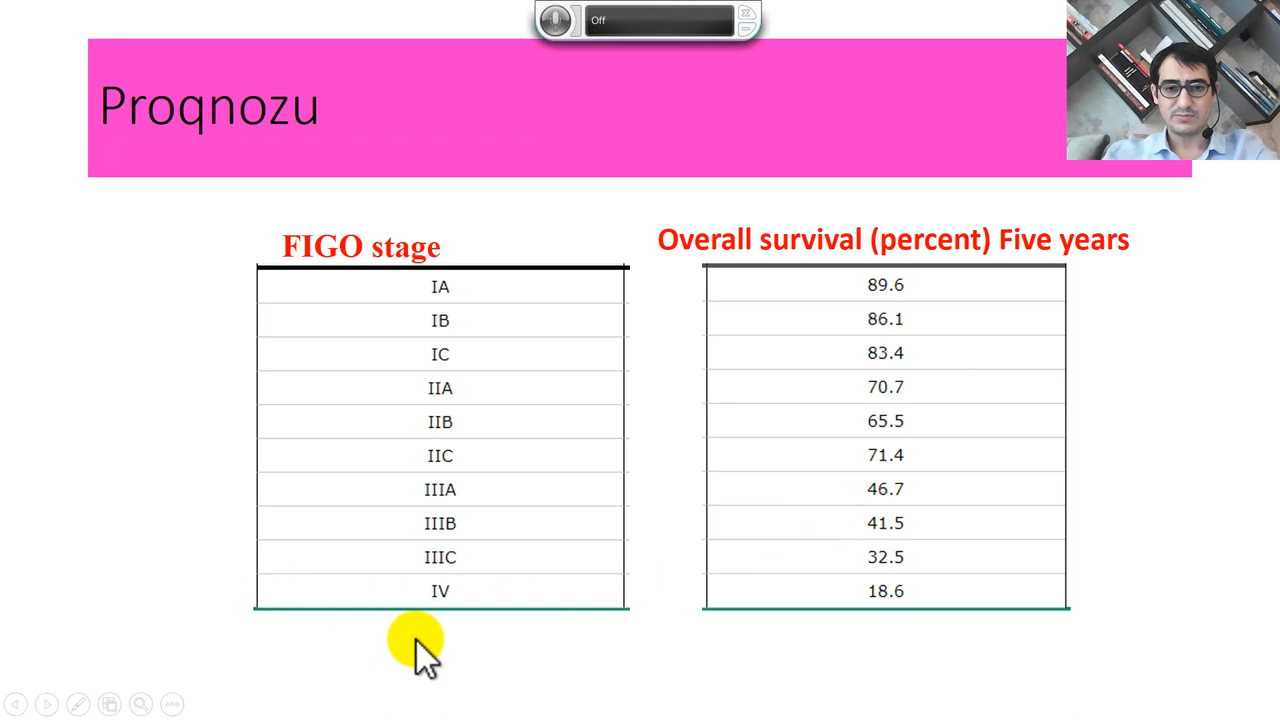 Off
Proqnozu
FIGO stage
Overall survival (percent) Five years
IA 89.6
IB 86.1
IC 83.4
IIA 70.7
IIB 65.5
IIC 71.4
IIIA 46.7
IIIB 41.5
IIIC 32.5
IV 18.6